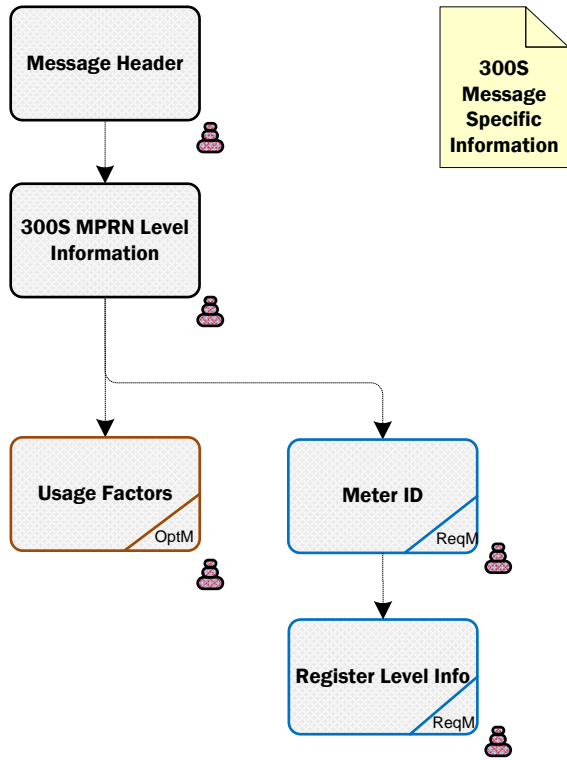 Message Header
300S
Message
Specific
Information
300S MPRN Level
Information
Usage Factors
OptM
Meter ID
ReqM
Register Level Info
ReqM